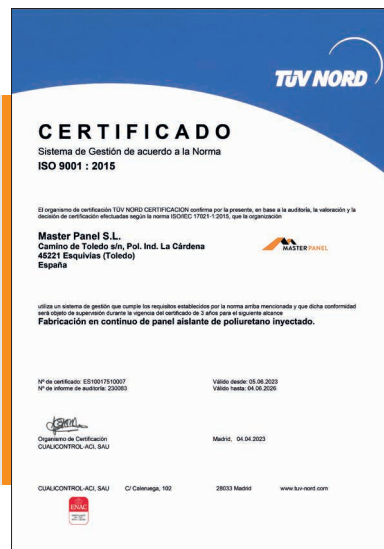 TÜV NORD
CERTIFICADO
Sistema de Gestión de acuerdo a la Norma
ISO 9001 : 2015
El organismo de certificación TÜV NORD CERTIFICACION confirma por la presente, en base a la auditoría, la valoración y la
decisión de certificación efectuadas según la norma ISO/IEC 17021-1:2015, que la organización
Master Panel S.L.
Camino de Toledo s/n, Pol. Ind. La Cárdena
45221 Esquivias (Toledo)
España
MASTER PANEL
utiliza un sistema de gestión que cumple los requisitos establecidos por la norma arriba mencionada y que dicha conformidad
será objeto de supervisión durante la vigencia del certificado de 3 años para el siguiente alcance
Fabricación en continuo de panel aislante de poliuretano inyectado.
Nº de certificado: ES10017510007
Nº de informe de auditoría: 230083
Válido desde: 05.06.2023
Válido hasta: 04.06.2026
Organismo de Certificación
CUALICONTROL-ACI, SAU
Madrid, 04.04.2023
CUALICONTROL-ACI, SAU C/ Caleruega, 102 28033 Madrid www.tuv-nord.com
ENAC